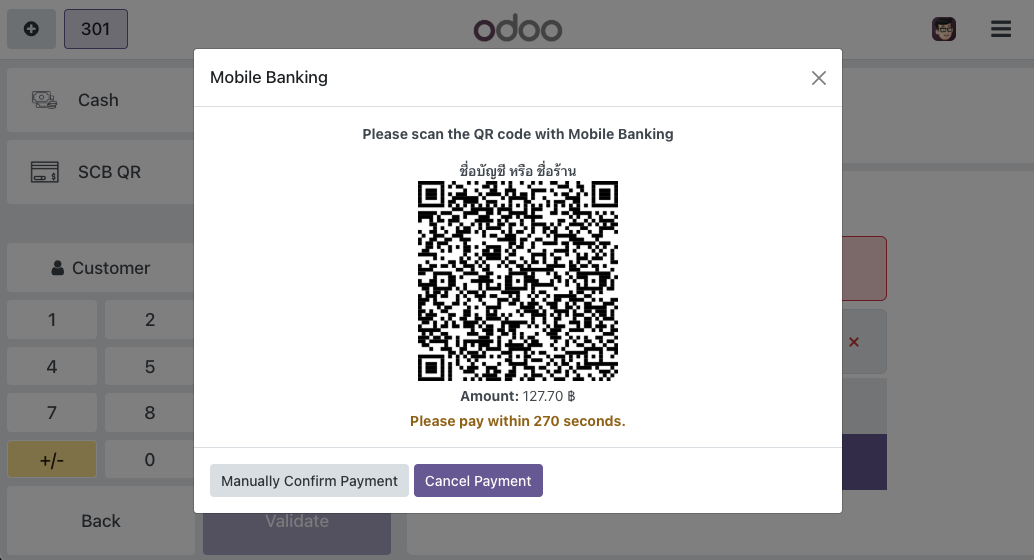 301
odoo
Cash
SCB QR
Customer
1
2
4
5
7
8
+/-
0
Back
Validate
Mobile Banking
Please scan the QR code with Mobile Banking
ชื่อบัญชี หรือ ชื่อร้าน
Amount: 127.70 ฿
Please pay within 270 seconds.
Manually Confirm Payment
Cancel Payment